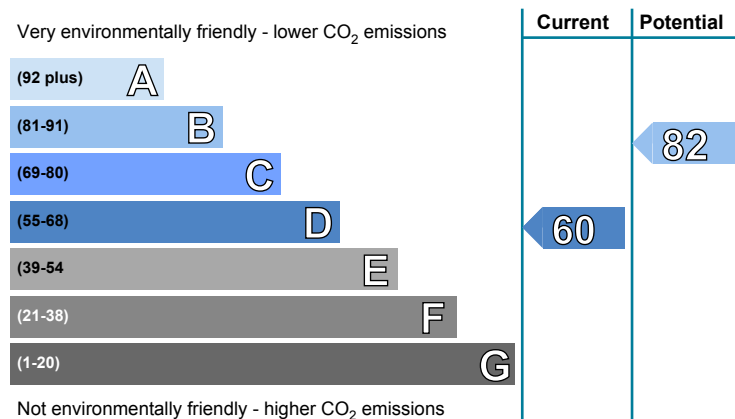 Very environmentally friendly - lower CO2 emissions
Current
Potential
(92 plus) A
(81-91) B
(69-80) C
(55-68) D
(39-54 E
(21-38) F
(1-20) G
82
60
Not environmentally friendly - higher CO2 emissions